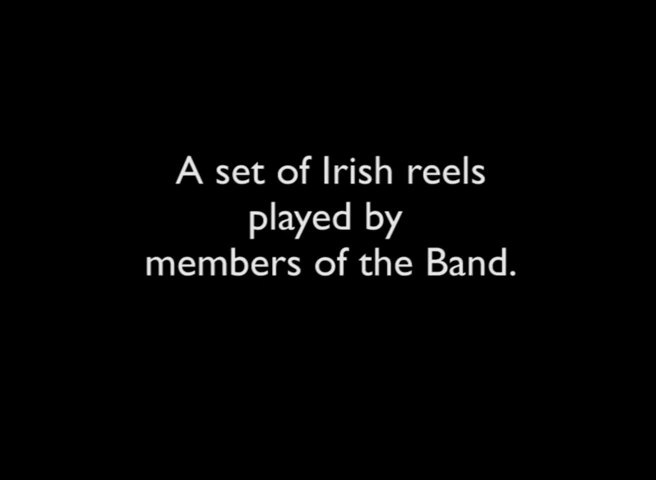 A set of Irish reels
played by
members of the Band.